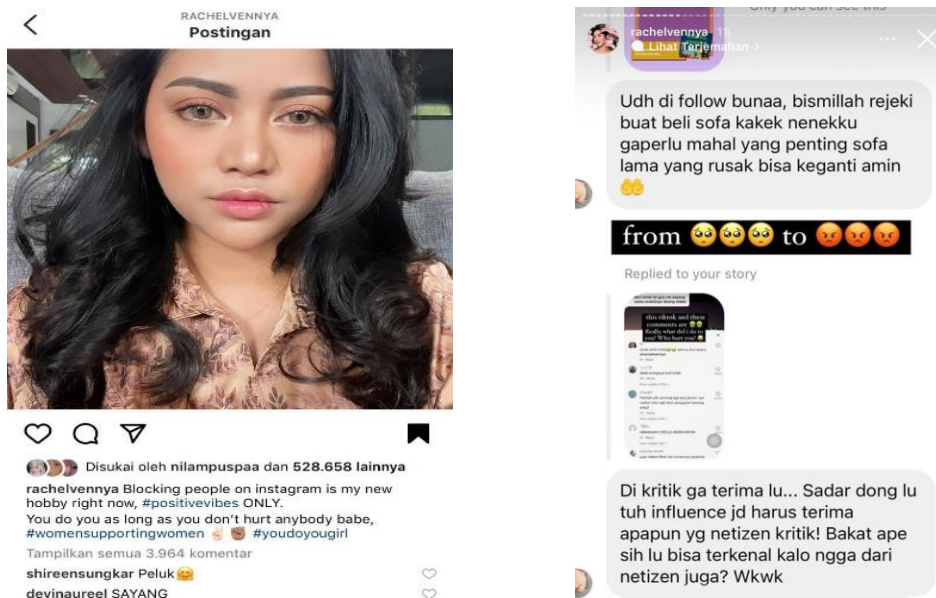 RACHELVENNYA
Postingan
Disukai oleh nilampuspaa dan 528.658 lainnya
rachelvennya Blocking people on instagram is my new
hobby right now, #positivevibes ONLY.
You do you as long as you don't hurt anybody babe,
#womensupportingwomen ✌🏻 ✊🏽 #youdoyougirl
Tampilkan semua 3.964 komentar
shireensungkar Peluk🤗
devinaureel SAYANG
Only you can see this
rachelvennya 11j
Lihat Terjemahan >
Udh di follow bunaa, bismillah rejeki
buat beli sofa kakek nenekku
gaperlu mahal yang penting sofa
lama yang rusak bisa keganti amin
🤲
from 🥺🥺🥺 to 😡😡😡
Replied to your story
this tiktok and these
comments are
Really what did i do to
you? Who hurt you?
Di kritik ga terima lu... Sadar dong lu
tuh influence jd harus terima
apapun yg netizen kritik! Bakat ape
sih lu bisa terkenal kalo ngga dari
netizen juga? Wkwk